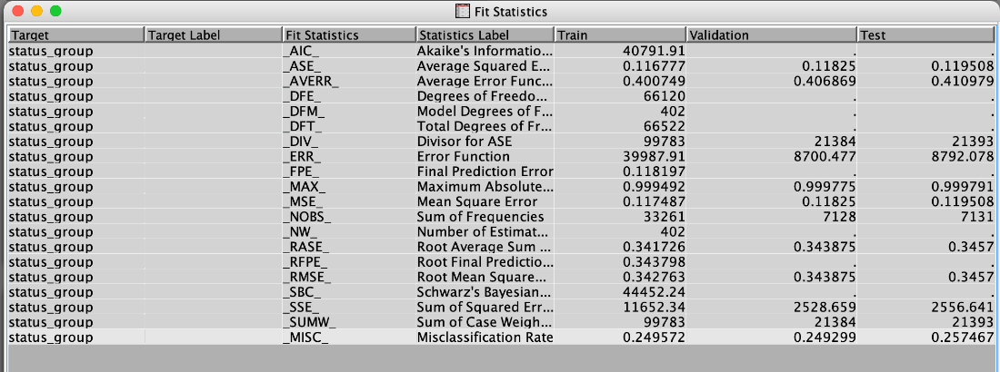 Fit Statistics
Target Target Label Fit Statistics Statistics Label Train Validation Test
status_group _AIC_ Akaike's Informatio... 40791.91 . .
status_group _ASE_ Average Squared E... 0.116777 0.11825 0.119508
status_group _AVERR_ Average Error Func... 0.400749 0.406869 0.410979
status_group _DFE_ Degrees of Freedo... 66120 . .
status_group _DFM_ Model Degrees of F... 402 . .
status_group _DFT_ Total Degrees of Fr... 66522 . .
status_group _DIV_ Divisor for ASE 99783 21384 21393
status_group _ERR_ Error Function 39987.91 8700.477 8792.078
status_group _FPE_ Final Prediction Error 0.118197 . .
status_group _MAX_ Maximum Absolute... 0.999492 0.999775 0.999791
status_group _MSE_ Mean Square Error 0.117487 0.11825 0.119508
status_group _NOBS_ Sum of Frequencies 33261 7128 7131
status_group _NW_ Number of Estimat... 402 . .
status_group _RASE_ Root Average Sum ... 0.341726 0.343875 0.3457
status_group _RFPE_ Root Final Predictio... 0.343798 . .
status_group _RMSE_ Root Mean Square... 0.342763 0.343875 0.3457
status_group _SBC_ Schwarz's Bayesian... 44452.24 . .
status_group _SSE_ Sum of Squared Err... 11652.34 2528.659 2556.641
status_group _SUMW_ Sum of Case Weigh... 99783 21384 21393
status_group _MISC_ Misclassification Rate 0.249572 0.249299 0.257467